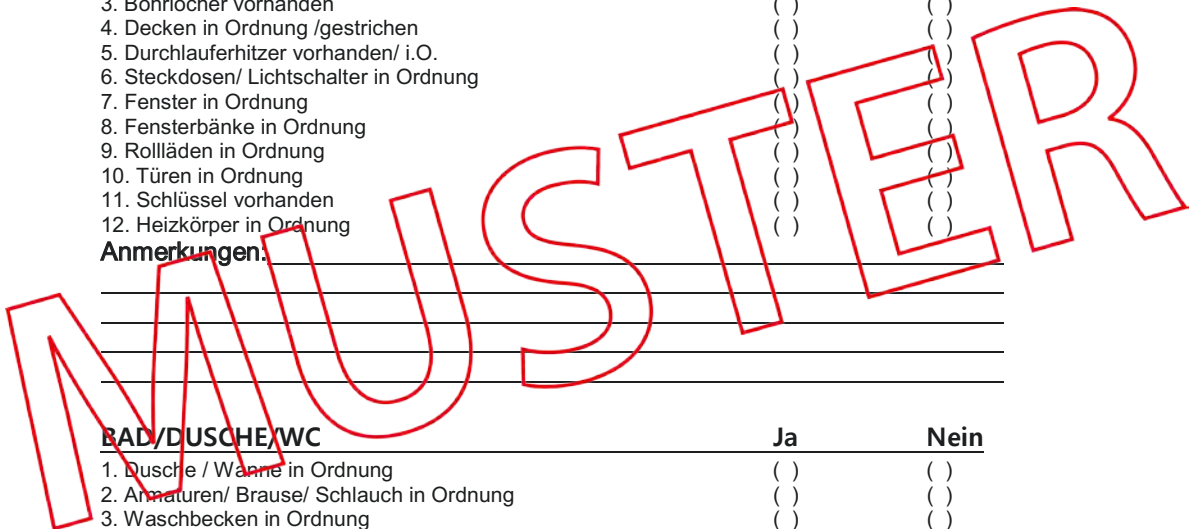 3. Bohrlöcher vorhanden ( ) ( )
4. Decken in Ordnung /gestrichen ( ) ( )
5. Durchlauferhitzer vorhanden/ i.O. ( ) ( )
6. Steckdosen/ Lichtschalter in Ordnung ( ) ( )
7. Fenster in Ordnung ( ) ( )
8. Fensterbänke in Ordnung ( ) ( )
9. Rollläden in Ordnung ( ) ( )
10. Türen in Ordnung ( ) ( )
11. Schlüssel vorhanden ( ) ( )
12. Heizkörper in Ordnung ( ) ( )
Anmerkungen:
MUSTER
BAD/DUSCHE/WC Ja Nein
1. Dusche / Wanne in Ordnung ( ) ( )
2. Armaturen/ Brause/ Schlauch in Ordnung ( ) ( )
3. Waschbecken in Ordnung ( ) ( )